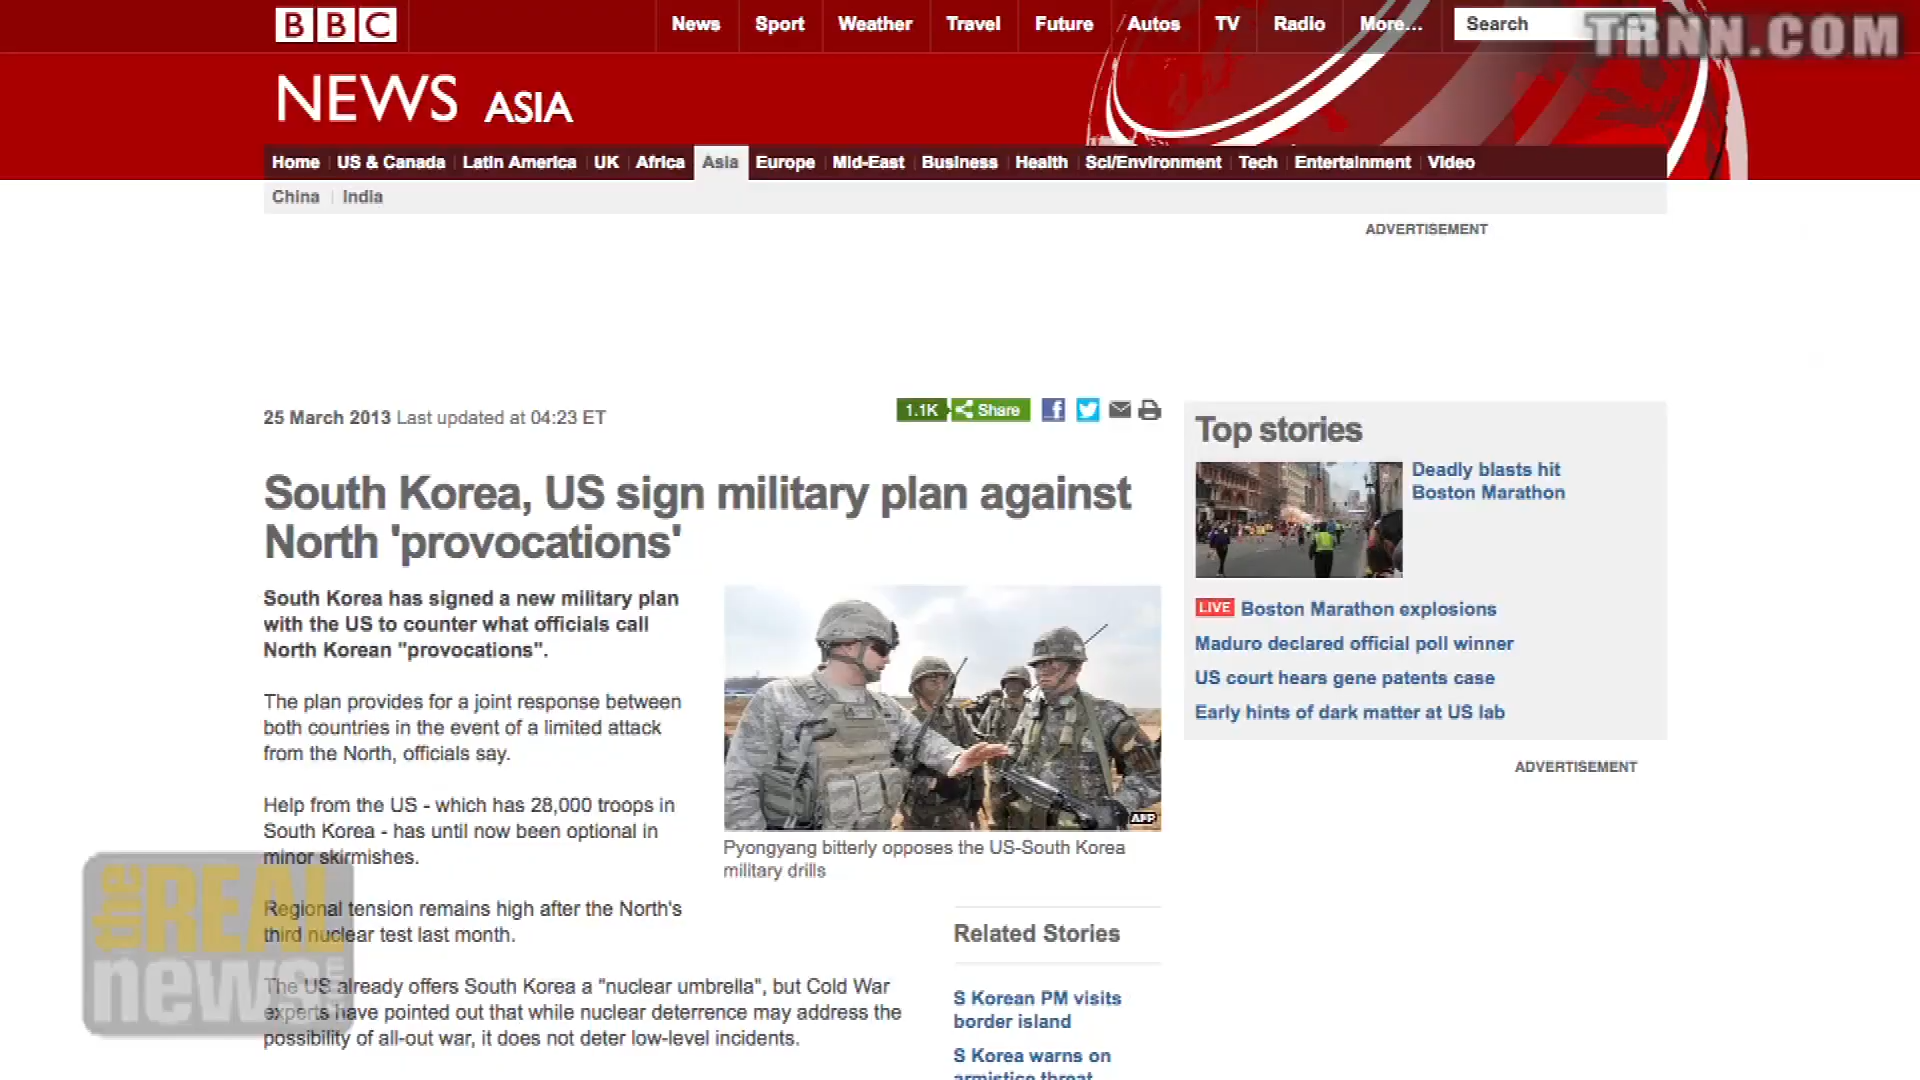 BBC
News
Sport
Weather
Travel
Future
Autos
TV
Radio
More...
Search
TRNN.COM
NEWS ASIA
Home
US & Canada
Latin America
UK
Africa
Asia
Europe
Mid-East
Business
Health
Sci/Environment
Tech
Entertainment
Video
China
India
ADVERTISEMENT
25 March 2013 Last updated at 04:23 ET
1.1K
Share
South Korea, US sign military plan against
North 'provocations'
South Korea has signed a new military plan
with the US to counter what officials call
North Korean "provocations".
The plan provides for a joint response between
both countries in the event of a limited attack
from the North, officials say.
Help from the US - which has 28,000 troops in
South Korea - has until now been optional in
minor skirmishes.
Regional tension remains high after the North's
third nuclear test last month.
The US already offers South Korea a "nuclear umbrella", but Cold War
experts have pointed out that while nuclear deterrence may address the
possibility of all-out war, it does not deter low-level incidents.
AFP
Pyongyang bitterly opposes the US-South Korea
military drills
Related Stories
S Korean PM visits
border island
S Korea warns on
armistice threat
Top stories
Deadly blasts hit
Boston Marathon
LIVE Boston Marathon explosions
Maduro declared official poll winner
US court hears gene patents case
Early hints of dark matter at US lab
ADVERTISEMENT
the REAL
news.com